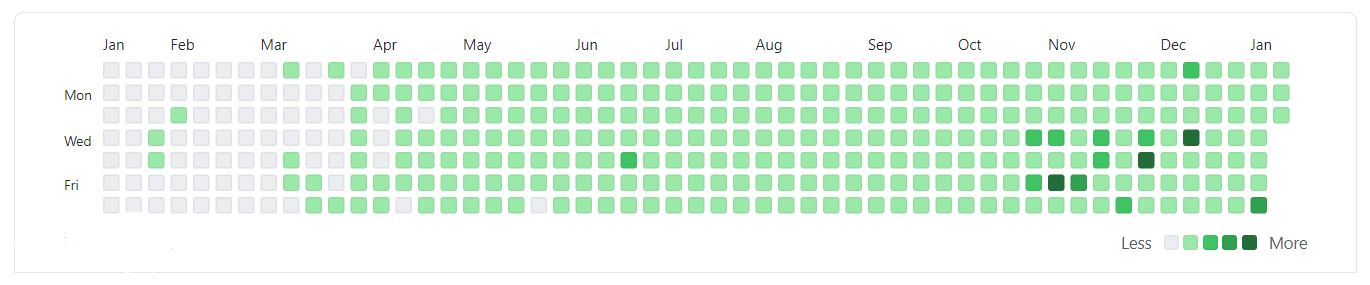 Jan Feb Mar Apr May Jun Jul Aug Sep Oct Nov Dec Jan
Mon
Wed
Fri
Less More